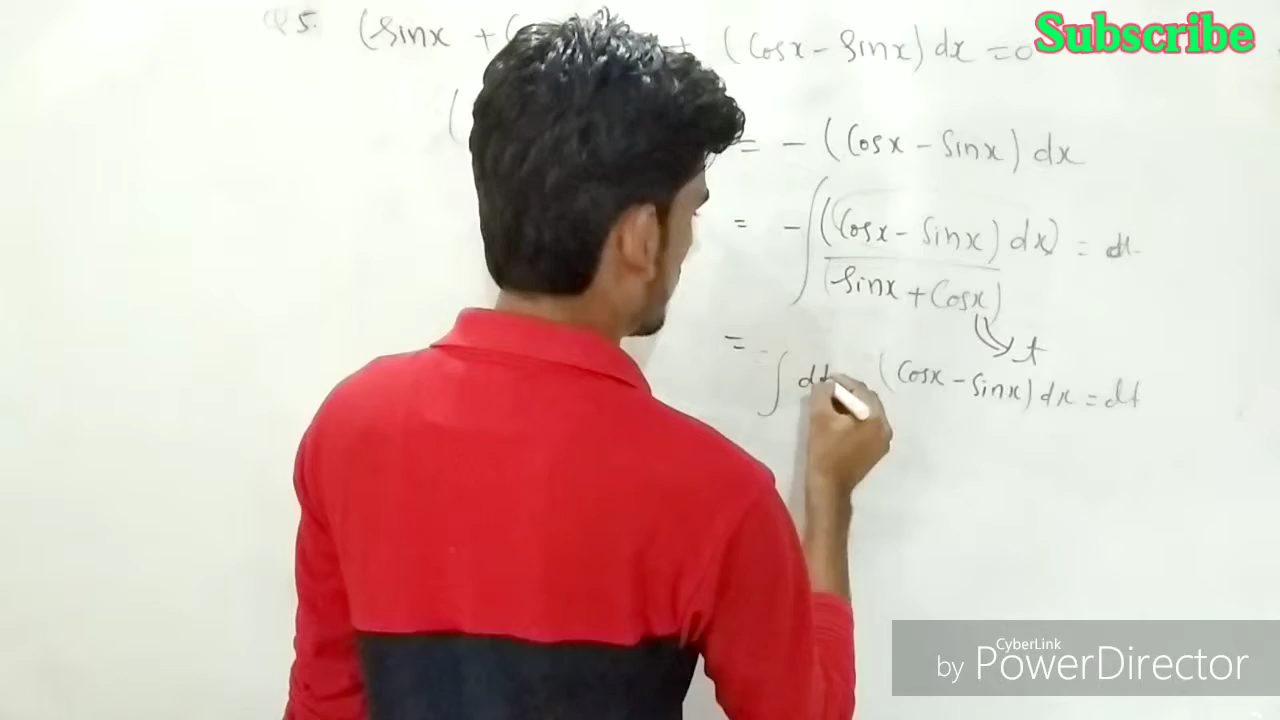 Q5. (sinx + (cosx - sinx) dx = 0
Subscribe
= - (cosx - sinx) dx
= - ∫ (cosx - sinx) dx) = dt
(sinx + cosx)
t
= - ∫ dt (cosx - sinx) dx = dt
CyberLink
by PowerDirector